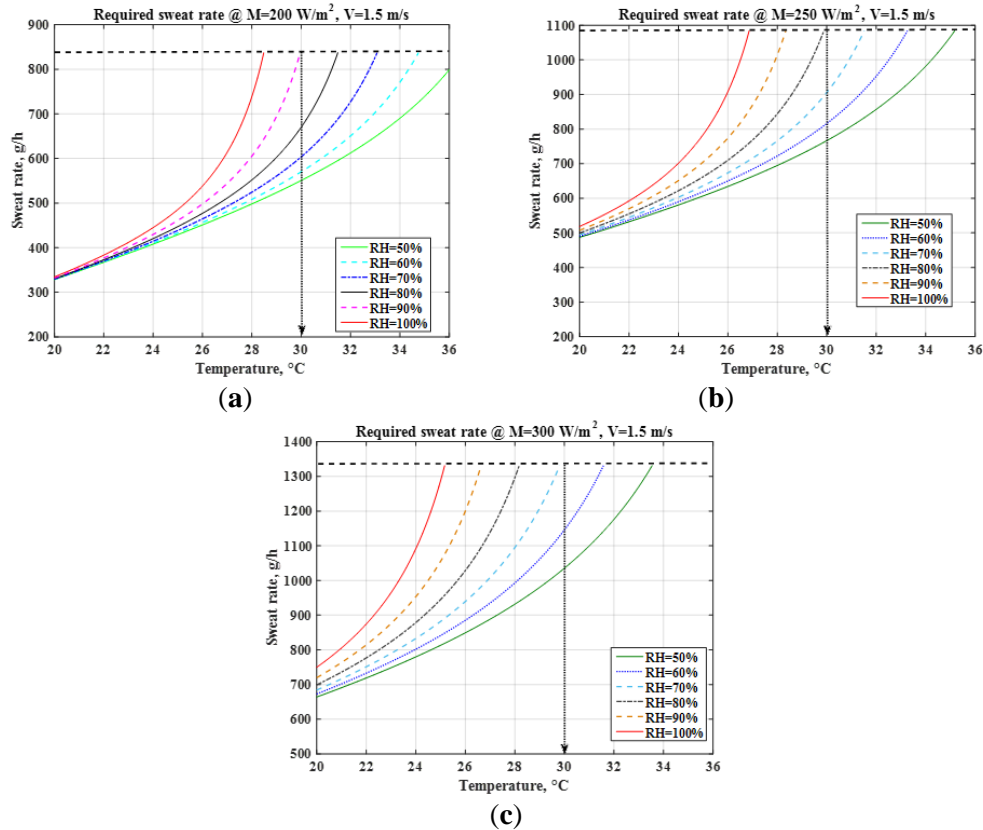 Required sweat rate @ M=200 W/m², V=1.5 m/s
900
800
700
600
500
400
300
200
Sweat rate, g/h
20 22 24 26 28 30 32 34 36
Temperature, °C
RH=50%
RH=60%
RH=70%
RH=80%
RH=90%
RH=100%
(a)
Required sweat rate @ M=250 W/m², V=1.5 m/s
1100
1000
900
800
700
600
500
400
300
200
Sweat rate, g/h
20 22 24 26 28 30 32 34 36
Temperature, °C
RH=50%
RH=60%
RH=70%
RH=80%
RH=90%
RH=100%
(b)
Required sweat rate @ M=300 W/m², V=1.5 m/s
1400
1300
1200
1100
1000
900
800
700
600
500
Sweat rate, g/h
20 22 24 26 28 30 32 34 36
Temperature, °C
RH=50%
RH=60%
RH=70%
RH=80%
RH=90%
RH=100%
(c)